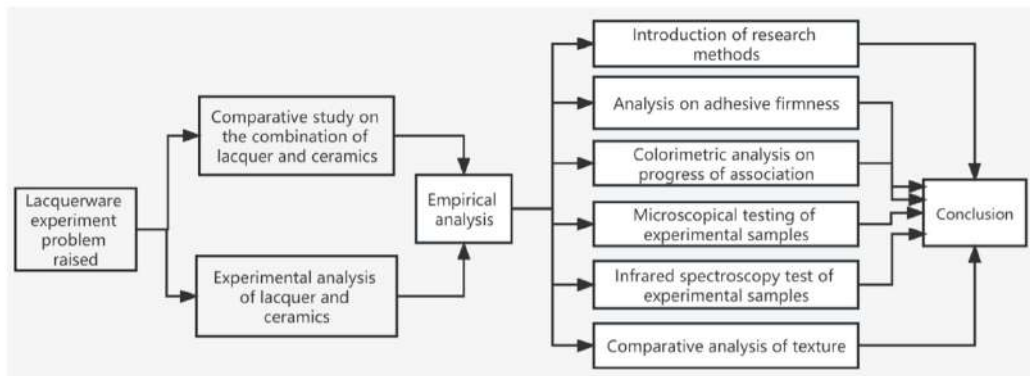 Lacquerware
experiment
problem
raised
Comparative study on
the combination of
lacquer and ceramics
Experimental analysis
of lacquer and
ceramics
Empirical
analysis
Introduction of research
methods
Analysis on adhesive firmness
Colorimetric analysis on
progress of association
Microscopical testing of
experimental samples
Infrared spectroscopy test of
experimental samples
Comparative analysis of texture
Conclusion